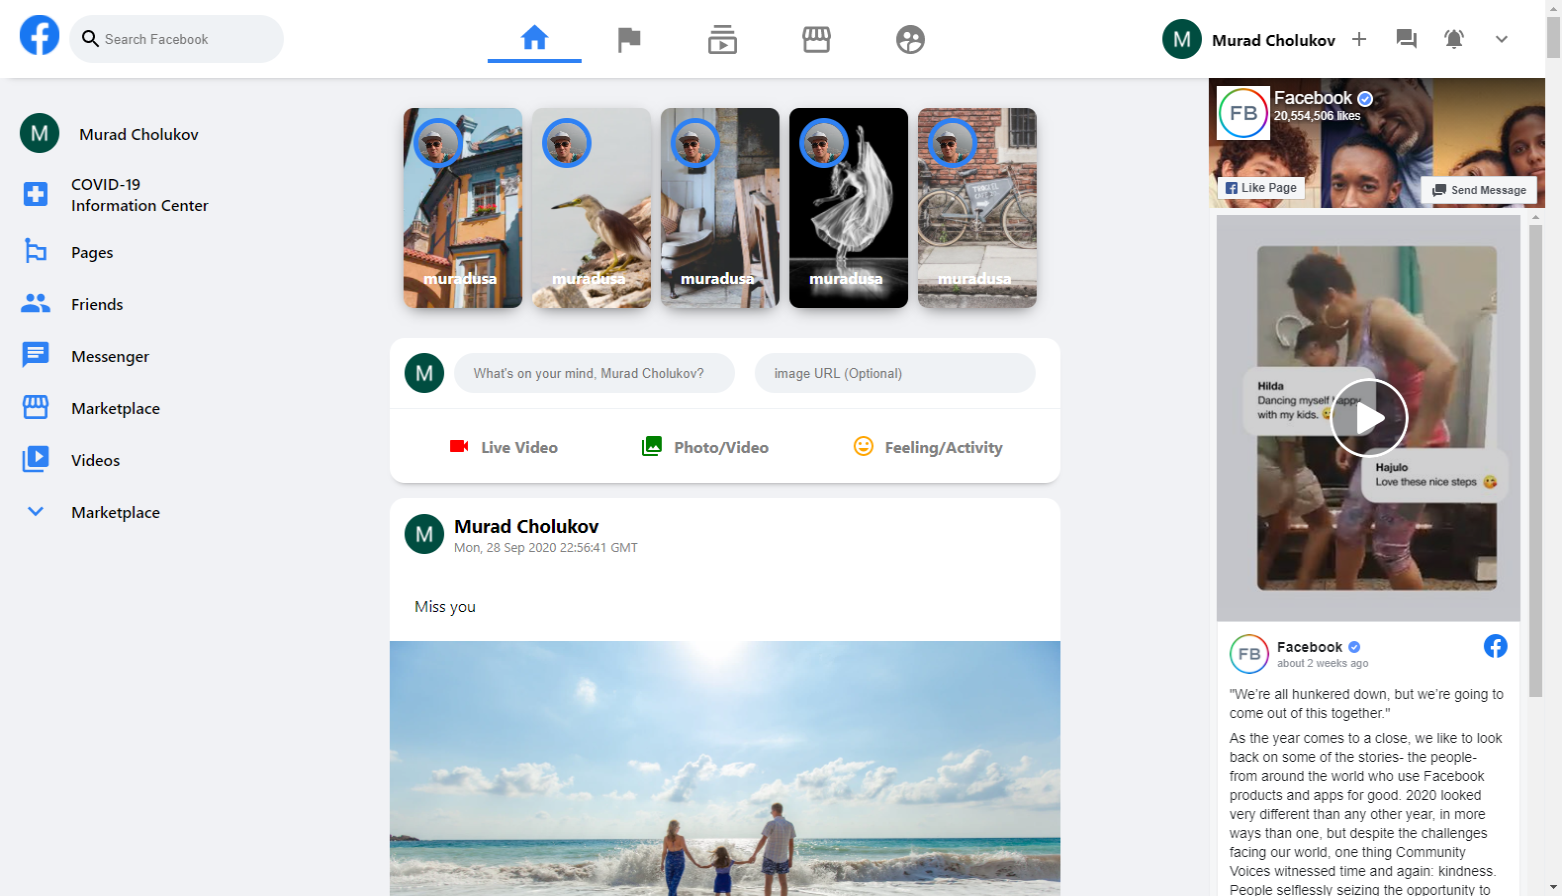 Search Facebook
M
Murad Cholukov
M
Murad Cholukov
COVID-19
Information Center
Pages
Friends
Messenger
Marketplace
Videos
Marketplace
muradusa
muradusa
muradusa
muradusa
muradusa
M
What's on your mind, Murad Cholukov?
image URL (Optional)
Live Video
Photo/Video
Feeling/Activity
M
Murad Cholukov
Mon, 28 Sep 2020 22:56:41 GMT
Miss you
FB
Facebook
20,554,506 likes
Like Page
Send Message
Hilda
Dancing myself happy
with my kids.
Hajulo
Love these nice steps
FB
Facebook
about 2 weeks ago
"We’re all hunkered down, but we’re going to
come out of this together."
As the year comes to a close, we like to look
back on some of the stories- the people-
from around the world who use Facebook
products and apps for good. 2020 looked
very different than any other year, in more
ways than one, but despite the challenges
facing our world, one thing Community
Voices witnessed time and again: kindness.
People selflessly seizing the opportunity to